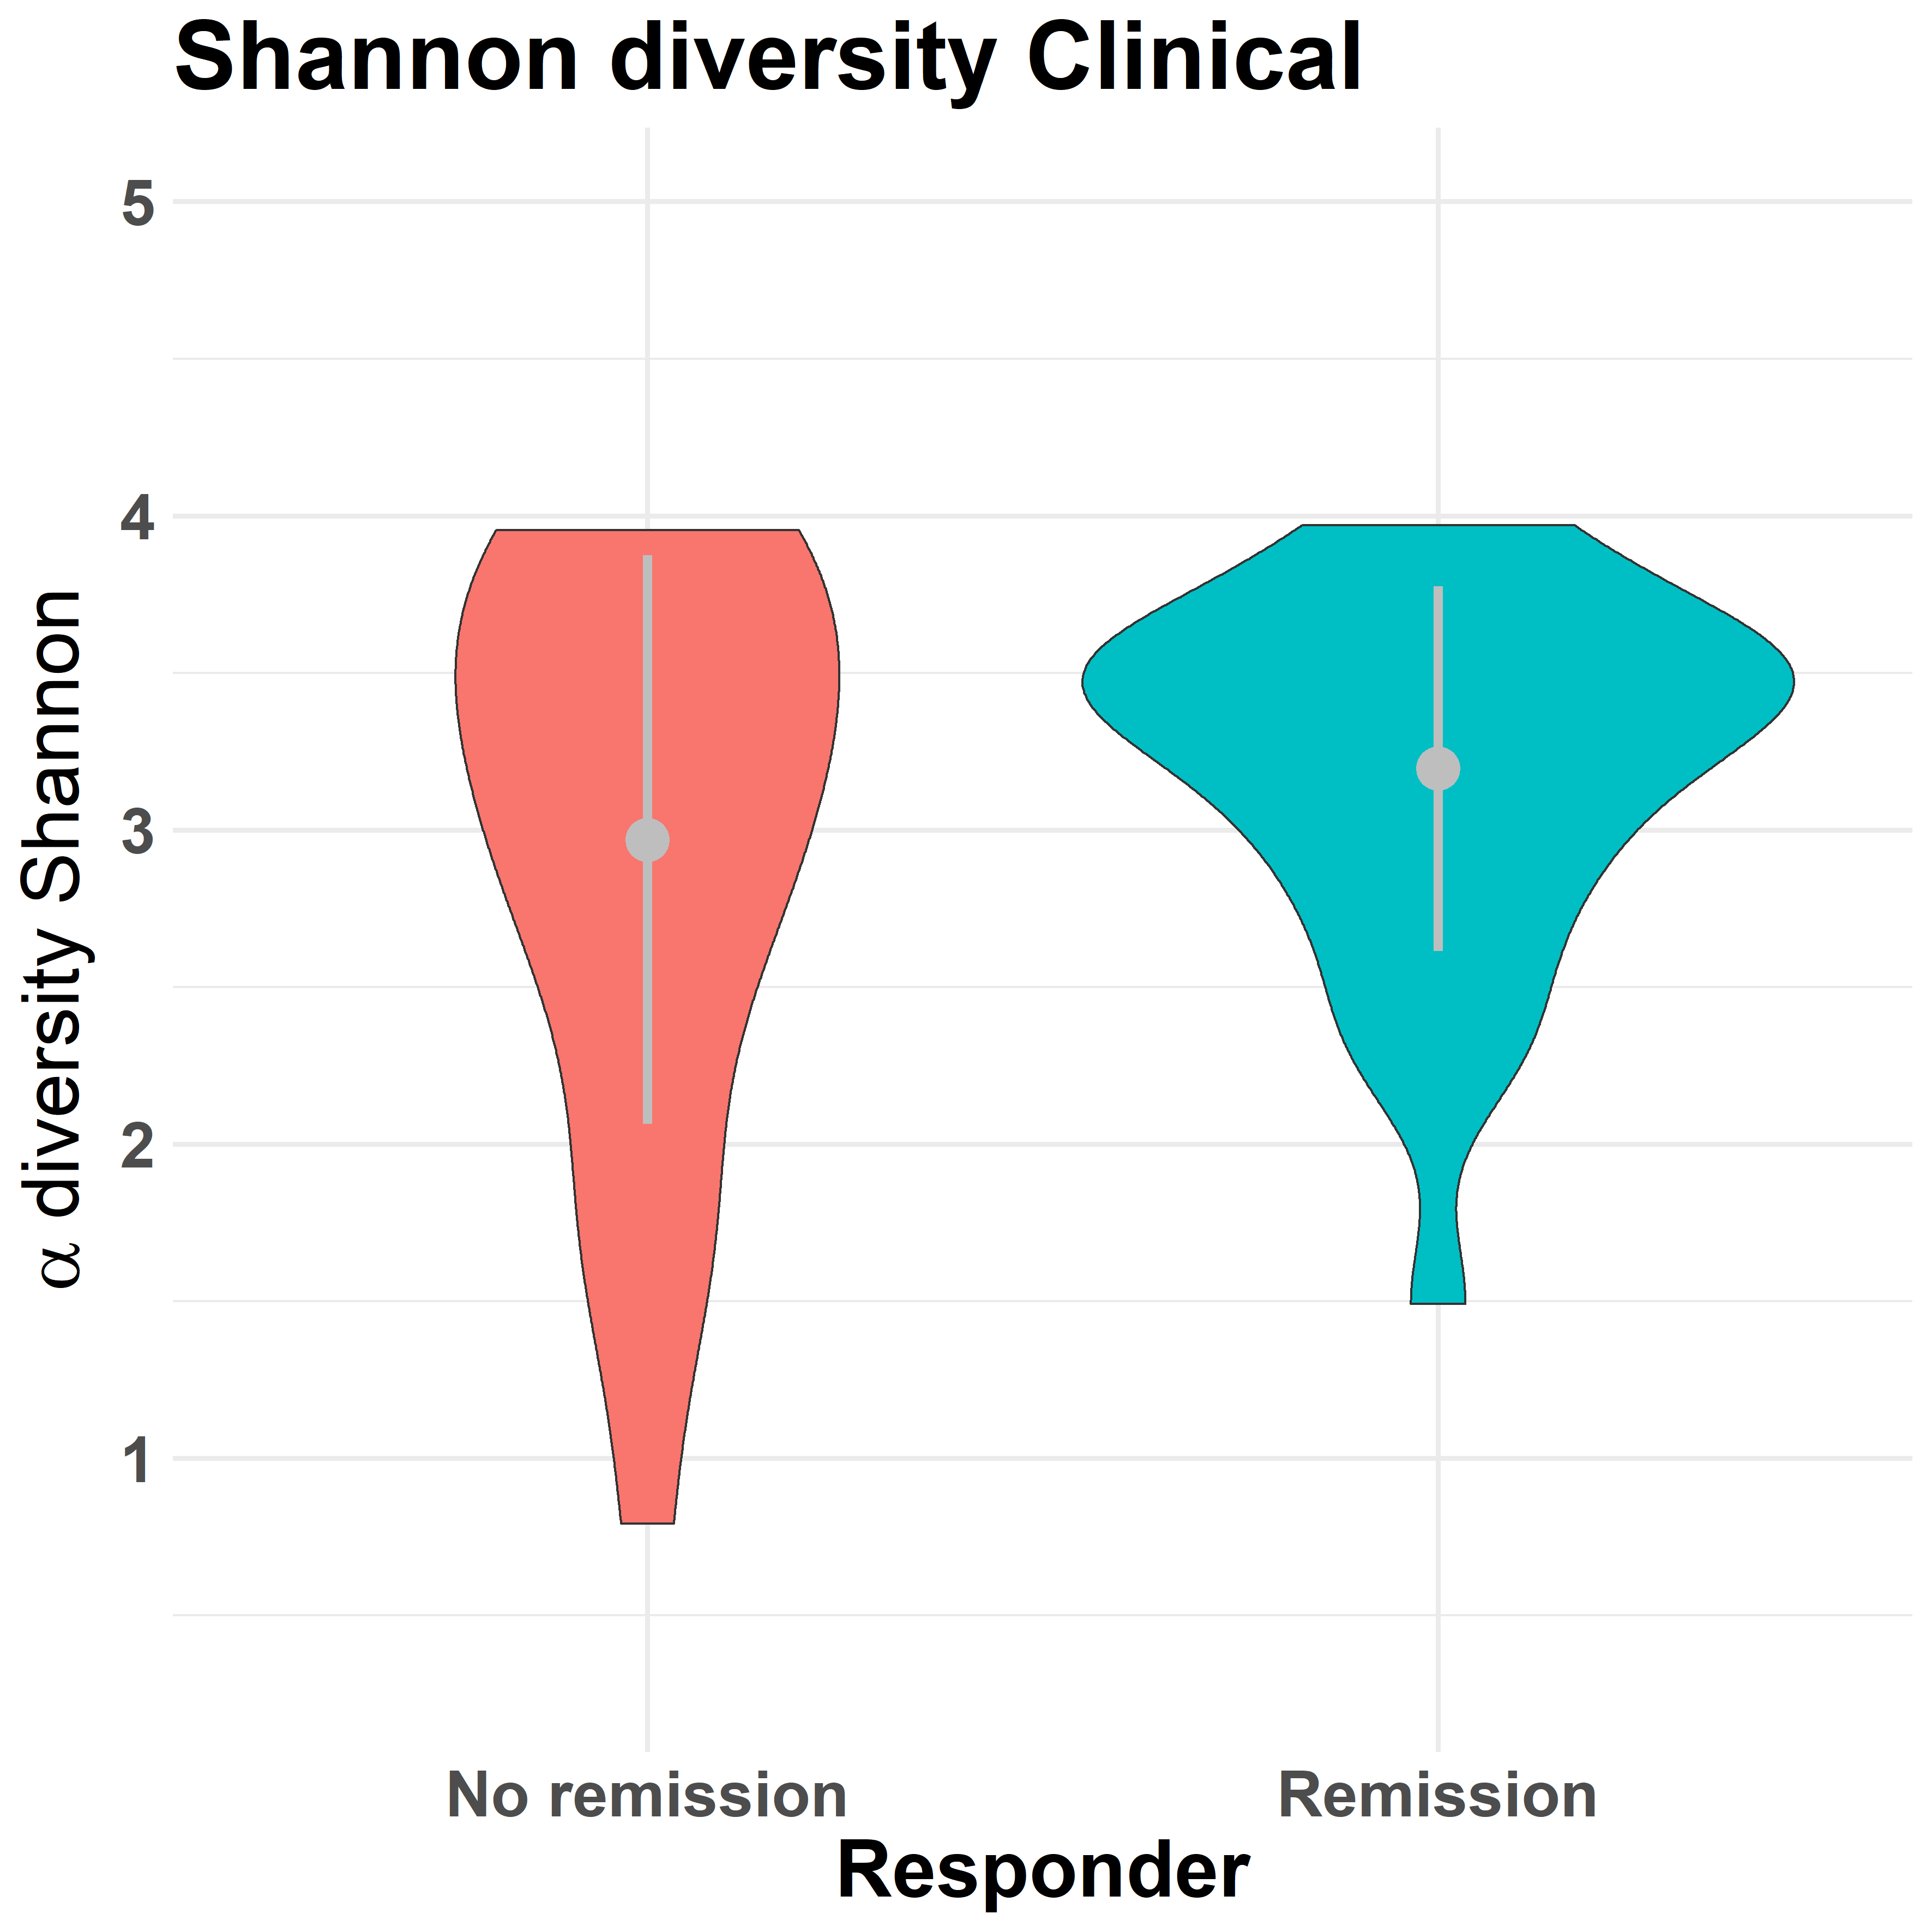 Shannon diversity Clinical
α diversity Shannon
5
4
3
2
1
No remission
Remission
Responder